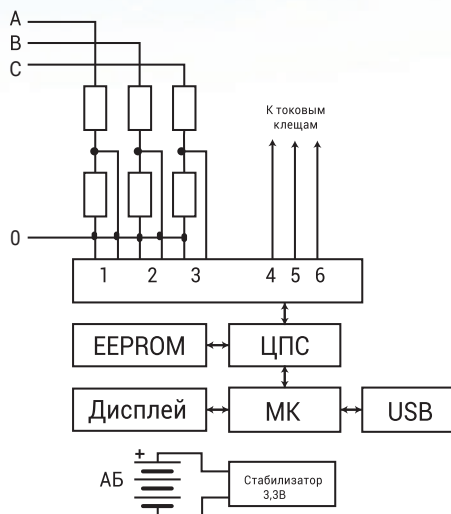 A
B
C
К токовым
клещам
0
1 2 3 4 5 6
EEPROM
ЦПС
Дисплей
МК
USB
+
АБ
Стабилизатор
3,3В